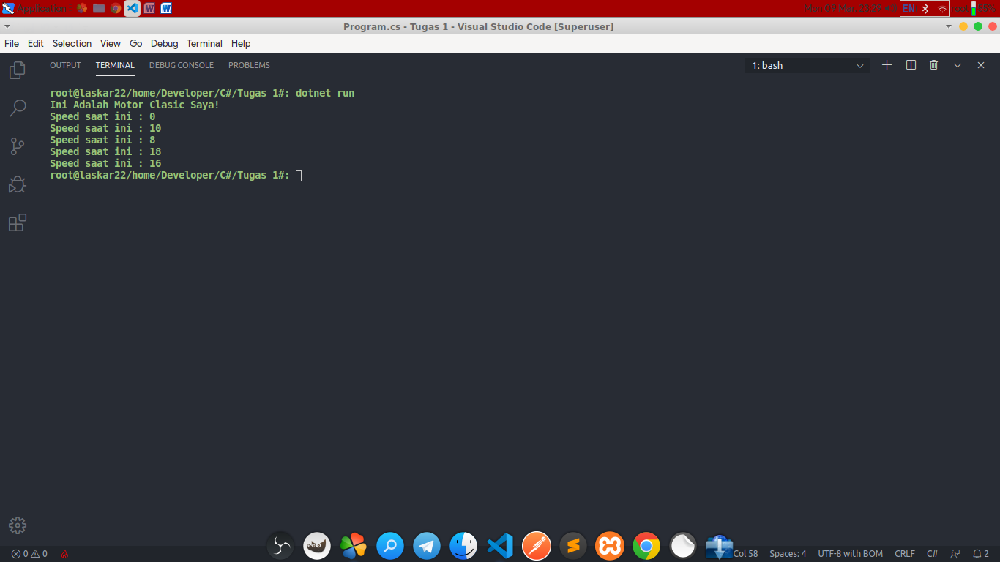 Applications
Mon 09 Mar, 23:29
EN
root
Program.cs - Tugas 1 - Visual Studio Code [Superuser]
File Edit Selection View Go Debug Terminal Help
OUTPUT TERMINAL DEBUG CONSOLE PROBLEMS 1: bash
root@laskar22/home/Developer/C#/Tugas 1#: dotnet run
Ini Adalah Motor Clasic Saya!
Speed saat ini : 0
Speed saat ini : 10
Speed saat ini : 8
Speed saat ini : 18
Speed saat ini : 16
root@laskar22/home/Developer/C#/Tugas 1#:
0 0 Col 58 Spaces: 4 UTF-8 with BOM CRLF C# 2